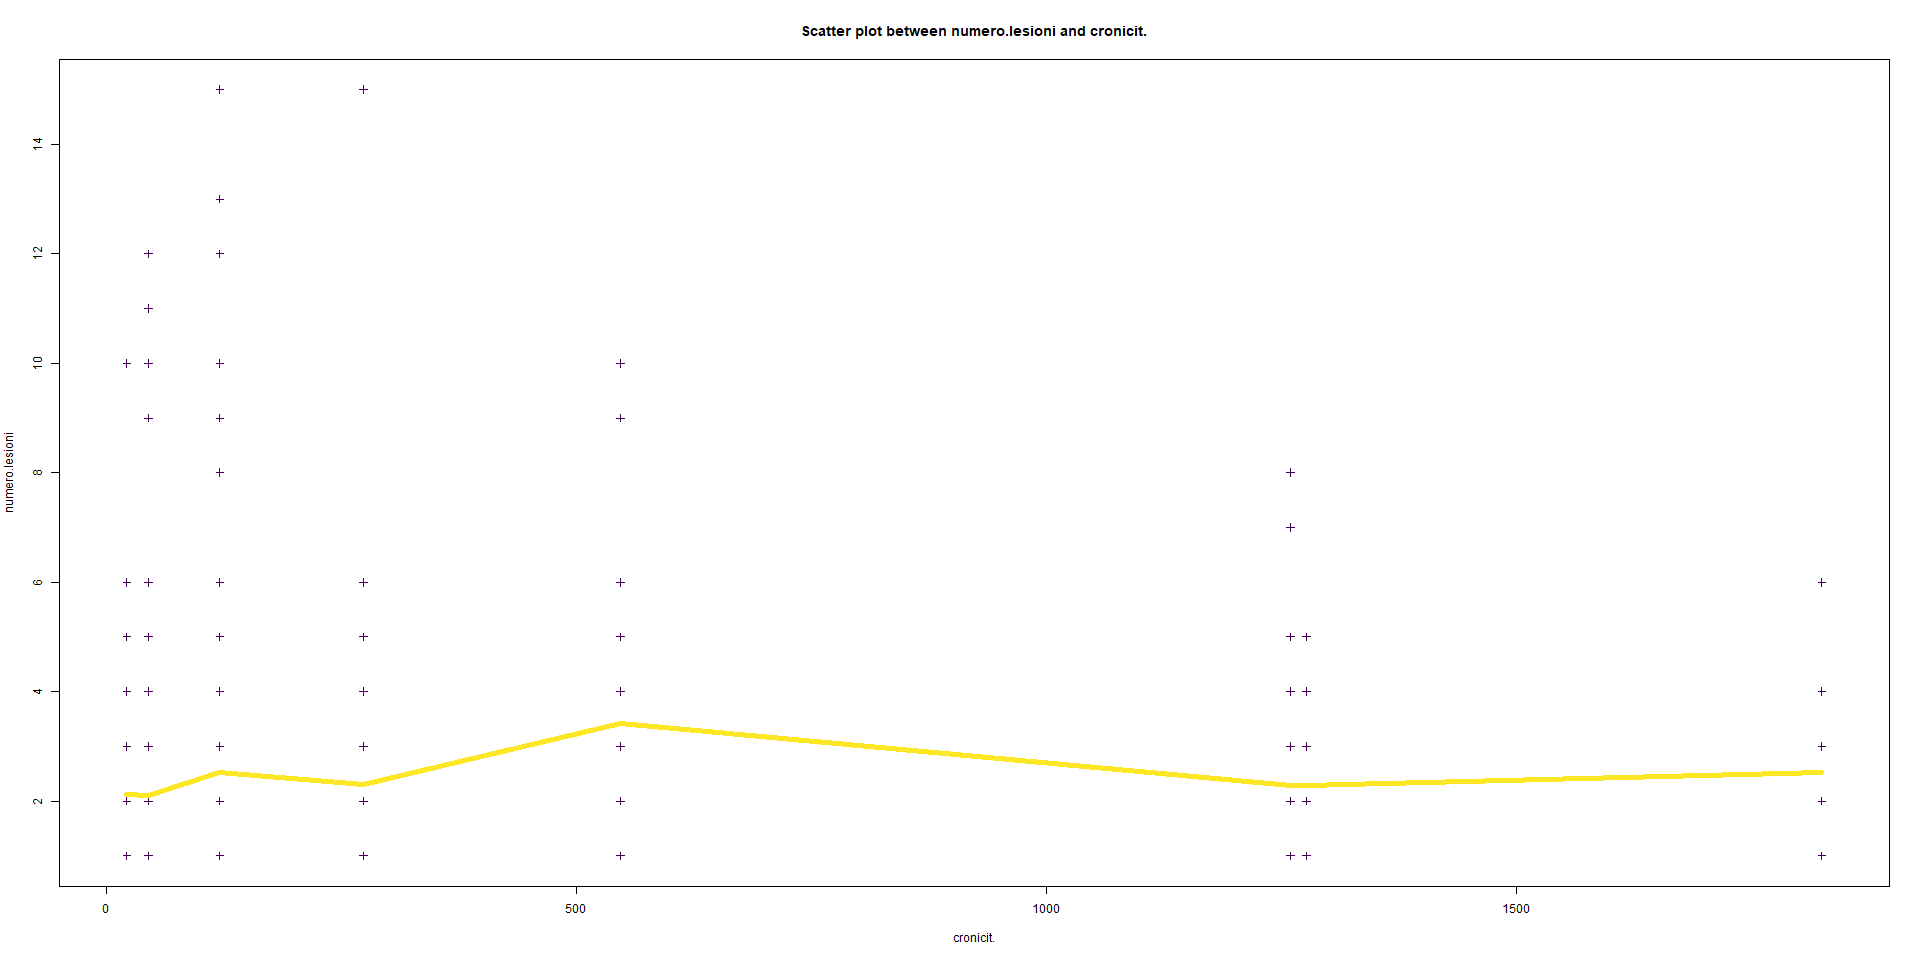 Scatter plot between numero.lesioni and cronicit.
numero.lesioni
14
12
10
8
6
4
2
0 500 1000 1500
cronicit.